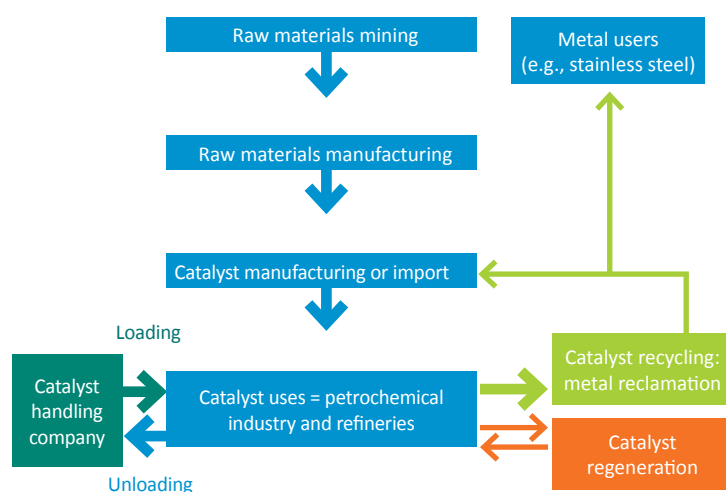 Raw materials mining
Metal users
(e.g., stainless steel)
Raw materials manufacturing
Catalyst manufacturing or import
Loading
Catalyst
handling
company
Catalyst uses = petrochemical
industry and refineries
Catalyst recycling:
metal reclamation
Catalyst
regeneration
Unloading